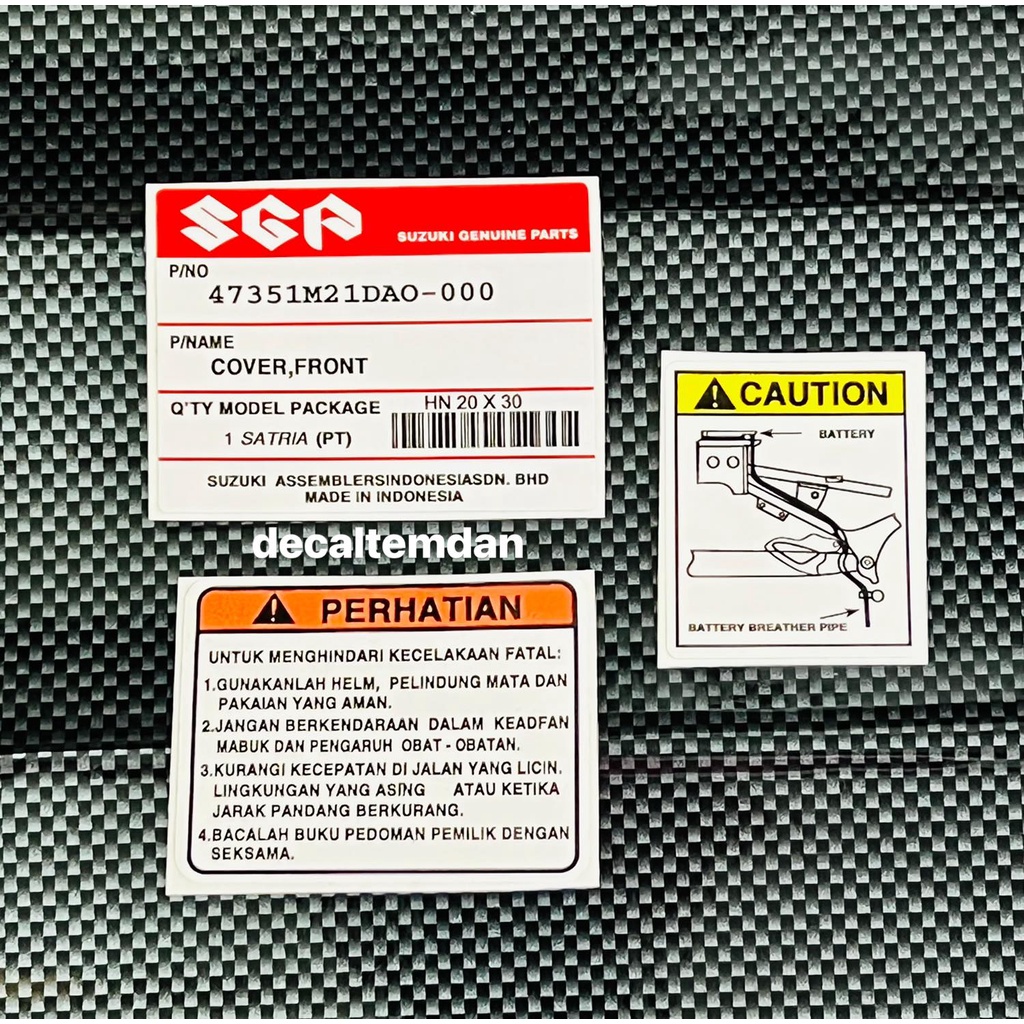 SGP
SUZUKI GENUINE PARTS
P/NO
47351M21DAO-000
P/NAME
COVER,FRONT
Q'TY MODEL PACKAGE
HN 20 X 30
1 SATRIA (PT)
SUZUKI ASSEMBLERSINDONESIASDN. BHD
MADE IN INDONESIA
CAUTION
BATTERY
BATTERY BREATHER PIPE
decaltemdan
PERHATIAN
UNTUK MENGHINDARI KECELAKAAN FATAL:
1.GUNAKANLAH HELM, PELINDUNG MATA DAN
PAKAIAN YANG AMAN.
2.JANGAN BERKENDARAAN DALAM KEADFAN
MABUK DAN PENGARUH OBAT - OBATAN.
3.KURANGI KECEPATAN DI JALAN YANG LICIN.
LINGKUNGAN YANG ASING ATAU KETIKA
JARAK PANDANG BERKURANG.
4.BACALAH BUKU PEDOMAN PEMILIK DENGAN
SEKSAMA.